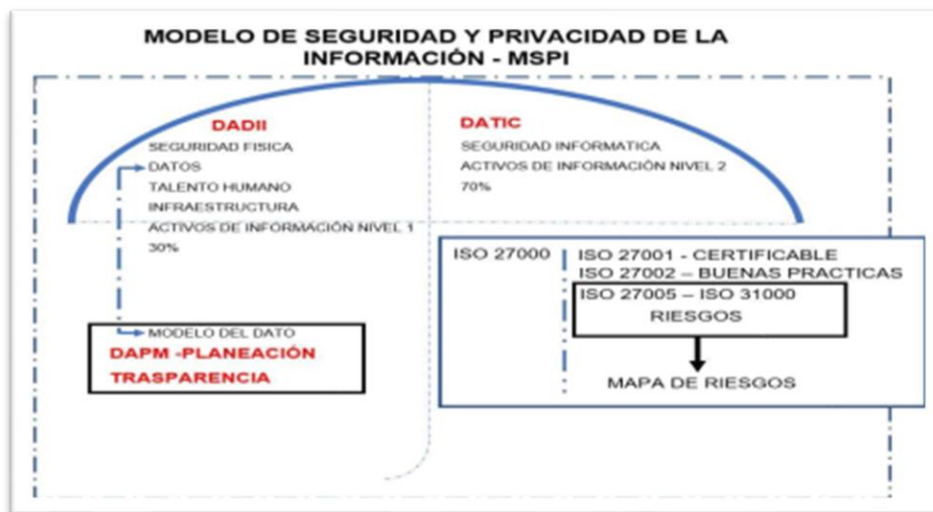 MODELO DE SEGURIDAD Y PRIVACIDAD DE LA
INFORMACIÓN - MSPI
DADII
SEGURIDAD FISICA
DATOS
TALENTO HUMANO
INFRAESTRUCTURA
ACTIVOS DE INFORMACIÓN NIVEL 1
30%
MODELO DEL DATO
DAPM -PLANEACIÓN
TRASPARENCIA
DATIC
SEGURIDAD INFORMATICA
ACTIVOS DE INFORMACIÓN NIVEL 2
70%
ISO 27000
ISO 27001 - CERTIFICABLE
ISO 27002 – BUENAS PRACTICAS
ISO 27005 – ISO 31000
RIESGOS
MAPA DE RIESGOS